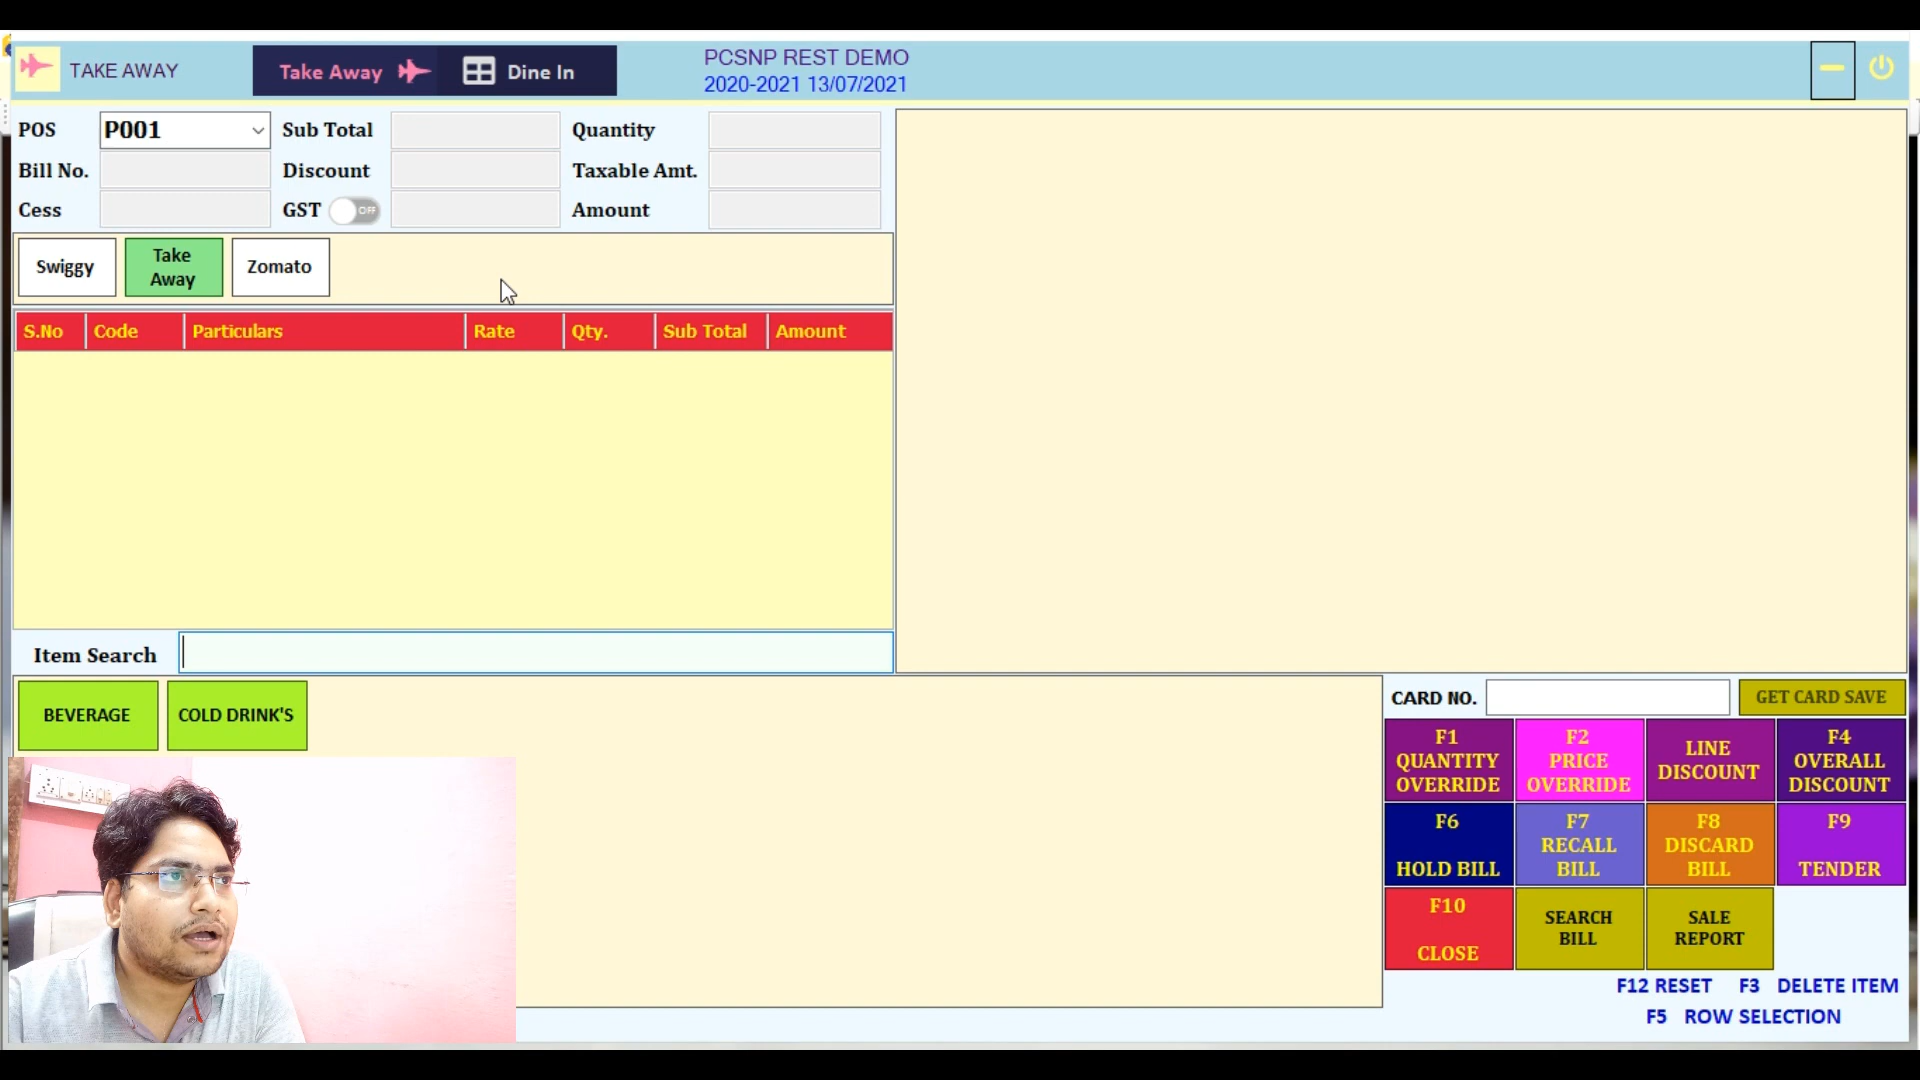 TAKE AWAY
Take Away
Dine In
PCSNP REST DEMO
2020-2021 13/07/2021
POS P001 Sub Total Quantity
Bill No. Discount Taxable Amt.
Cess GST OFF Amount
Swiggy
Take
Away
Zomato
S.No Code Particulars Rate Qty. Sub Total Amount
Item Search
BEVERAGE
COLD DRINK'S
CARD NO. GET CARD SAVE
F1
QUANTITY
OVERRIDE
F2
PRICE
OVERRIDE
LINE
DISCOUNT
F4
OVERALL
DISCOUNT
F6
HOLD BILL
F7
RECALL
BILL
F8
DISCARD
BILL
F9
TENDER
F10
CLOSE
SEARCH
BILL
SALE
REPORT
F12 RESET F3 DELETE ITEM
F5 ROW SELECTION